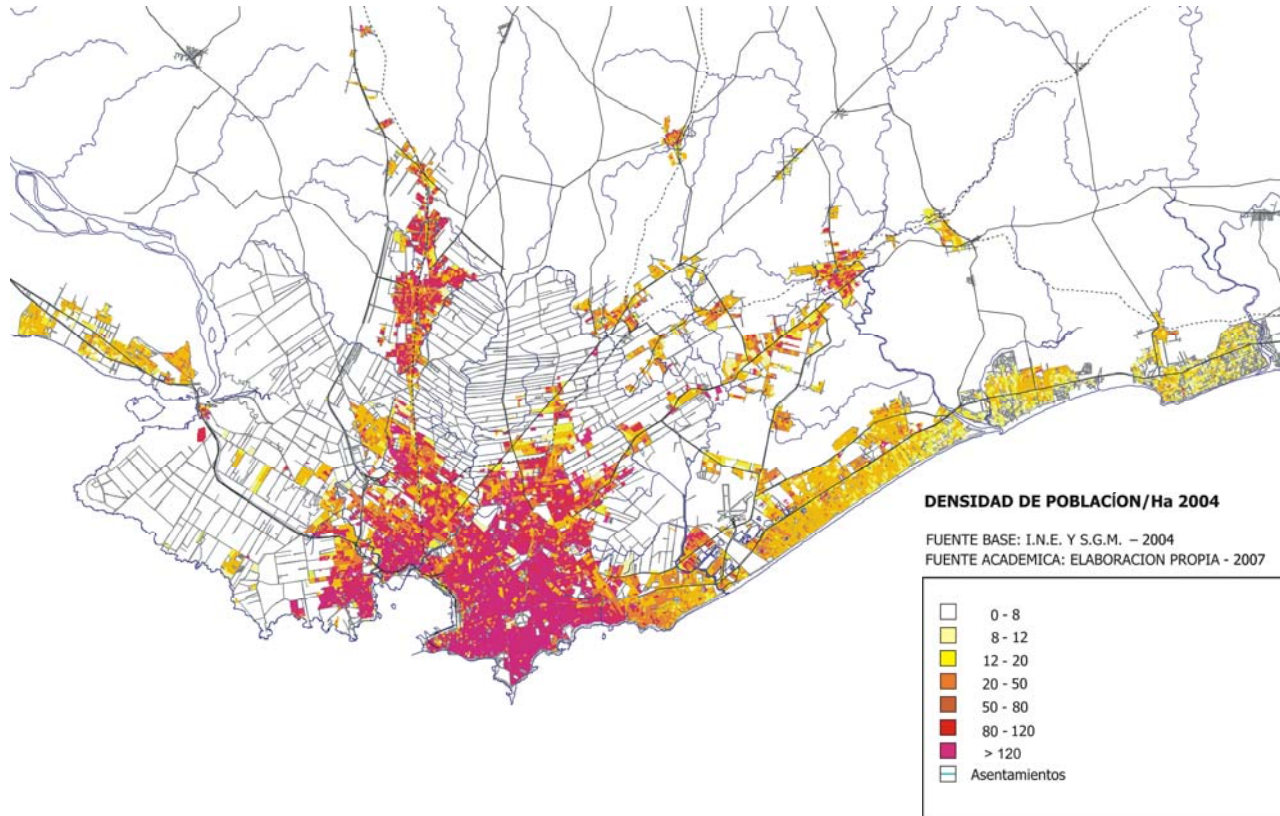 DENSIDAD DE POBLACÍON/Ha 2004
FUENTE BASE: I.N.E. Y S.G.M. – 2004
FUENTE ACADEMICA: ELABORACION PROPIA - 2007
0 - 8
8 - 12
12 - 20
20 - 50
50 - 80
80 - 120
> 120
Asentamientos